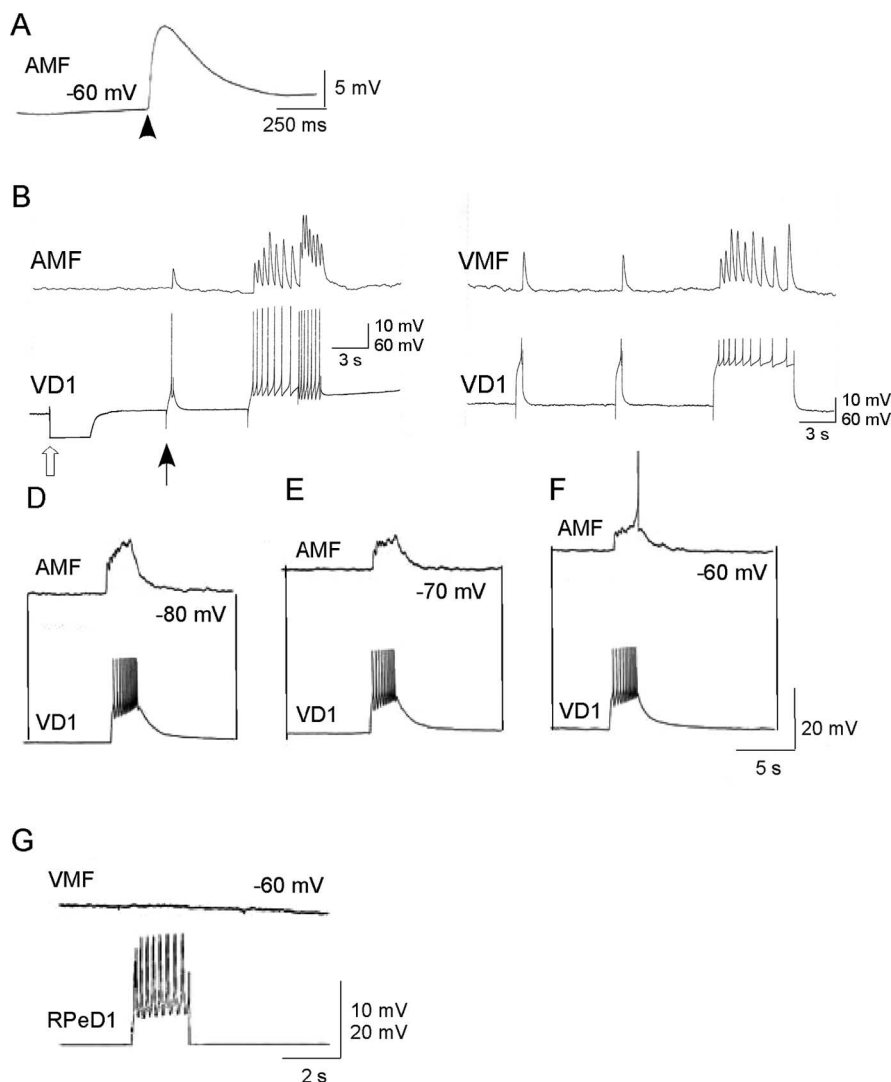 A
AMF
-60 mV
5 mV
250 ms
B
AMF
VD1
10 mV
60 mV
3 s
VMF
VD1
10 mV
60 mV
3 s
D
AMF
-80 mV
VD1
E
AMF
-70 mV
VD1
F
AMF
-60 mV
VD1
20 mV
5 s
G
VMF
-60 mV
RPeD1
10 mV
20 mV
2 s